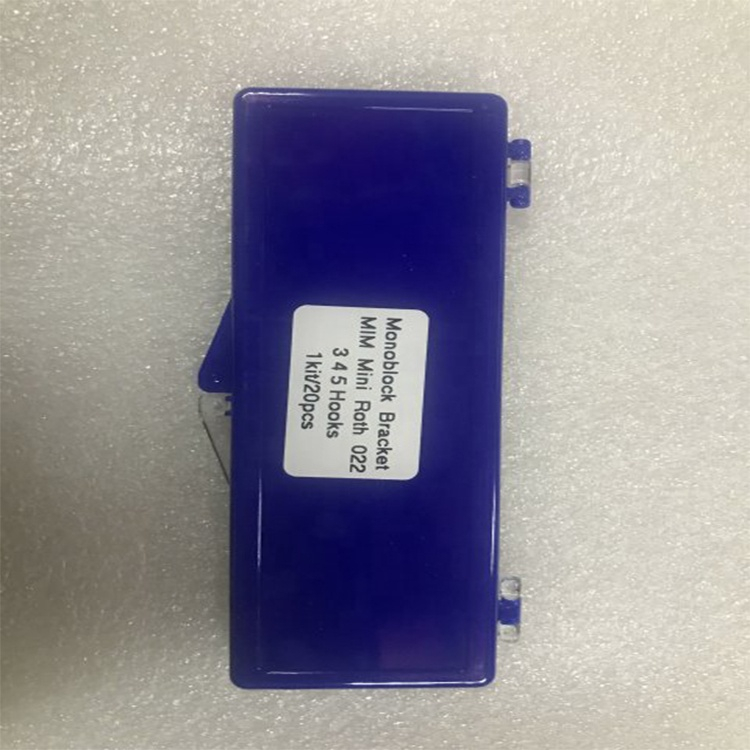 Monoblock Bracket
MIM Mini Roth 022
3 4 5 Hooks
1kit/20pcs